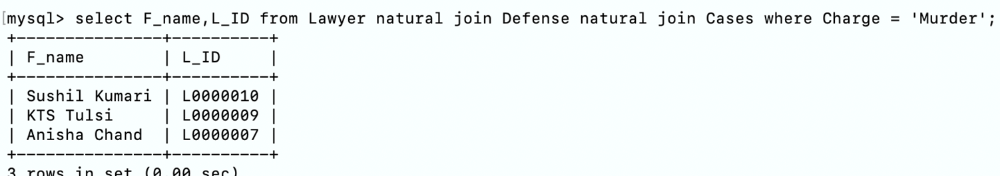 [mysql> select F_name,L_ID from Lawyer natural join Defense natural join Cases where Charge = 'Murder';
+---------------+----------+
| F_name        | L_ID     |
+---------------+----------+
| Sushil Kumari | L0000010 |
| KTS Tulsi     | L0000009 |
| Anisha Chand  | L0000007 |
+---------------+----------+
3 rows in set (0.00 sec)